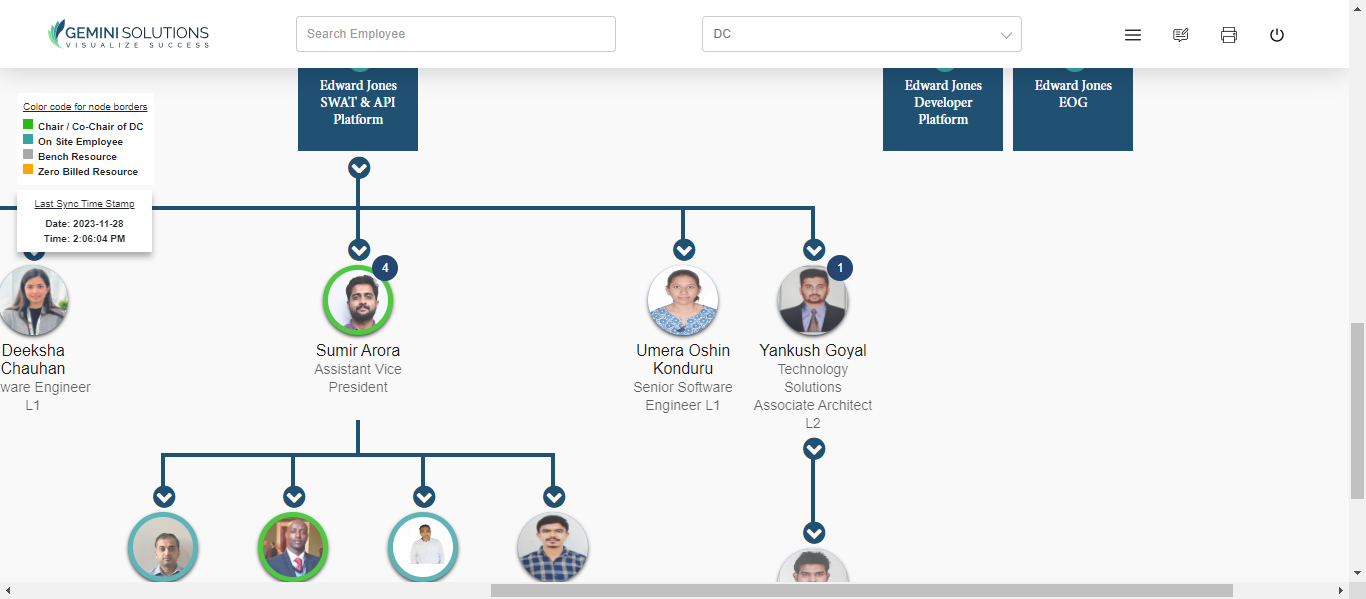 GEMINI SOLUTIONS
VISUALIZE SUCCESS
Search Employee
DC
Edward Jones
SWAT & API
Platform
Edward Jones
Developer
Platform
Edward Jones
EOG
Color code for node borders
Chair / Co-Chair of DC
On Site Employee
Bench Resource
Zero Billed Resource
Last Sync Time Stamp
Date: 2023-11-28
Time: 2:06:04 PM
4
1
Deeksha
Chauhan
ware Engineer
L1
Sumir Arora
Assistant Vice
President
Umera Oshin
Konduru
Senior Software
Engineer L1
Yankush Goyal
Technology
Solutions
Associate Architect
L2